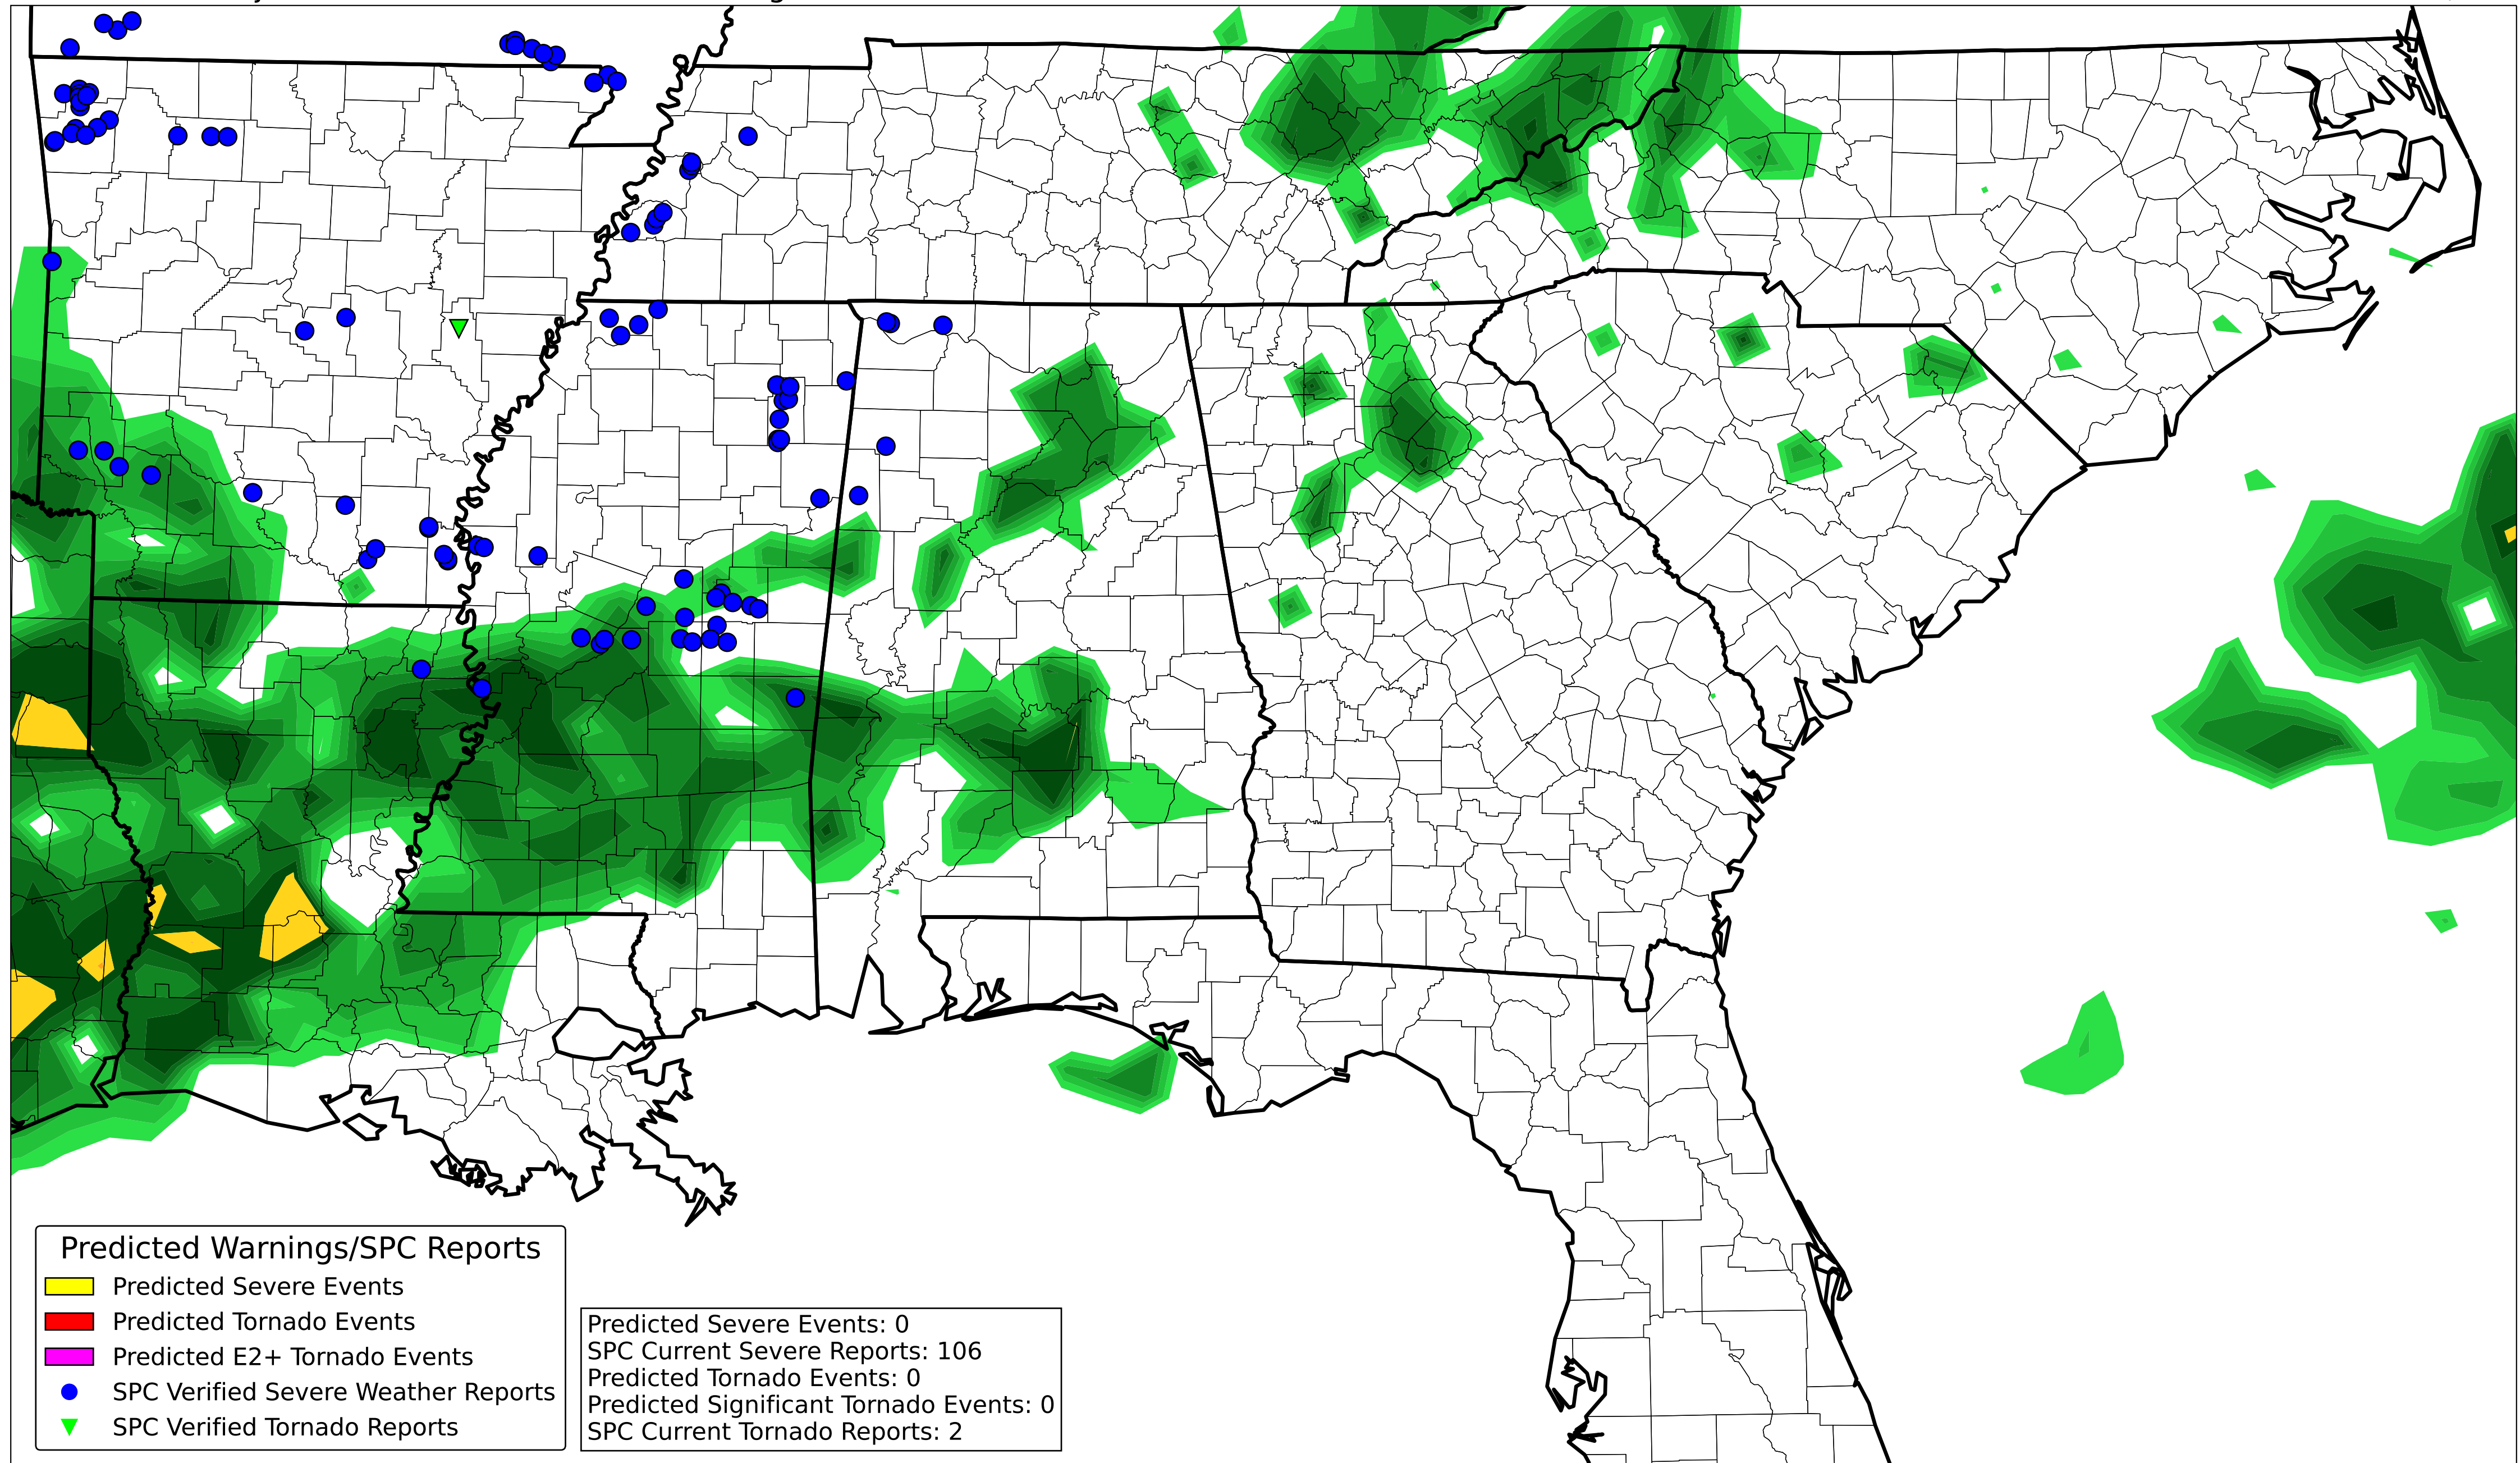 Predicted Warnings/SPC Reports
Predicted Severe Events
Predicted Tornado Events
Predicted E2+ Tornado Events
SPC Verified Severe Weather Reports
SPC Verified Tornado Reports
Predicted Severe Events: 0
SPC Current Severe Reports: 106
Predicted Tornado Events: 0
Predicted Significant Tornado Events: 0
SPC Current Tornado Reports: 2